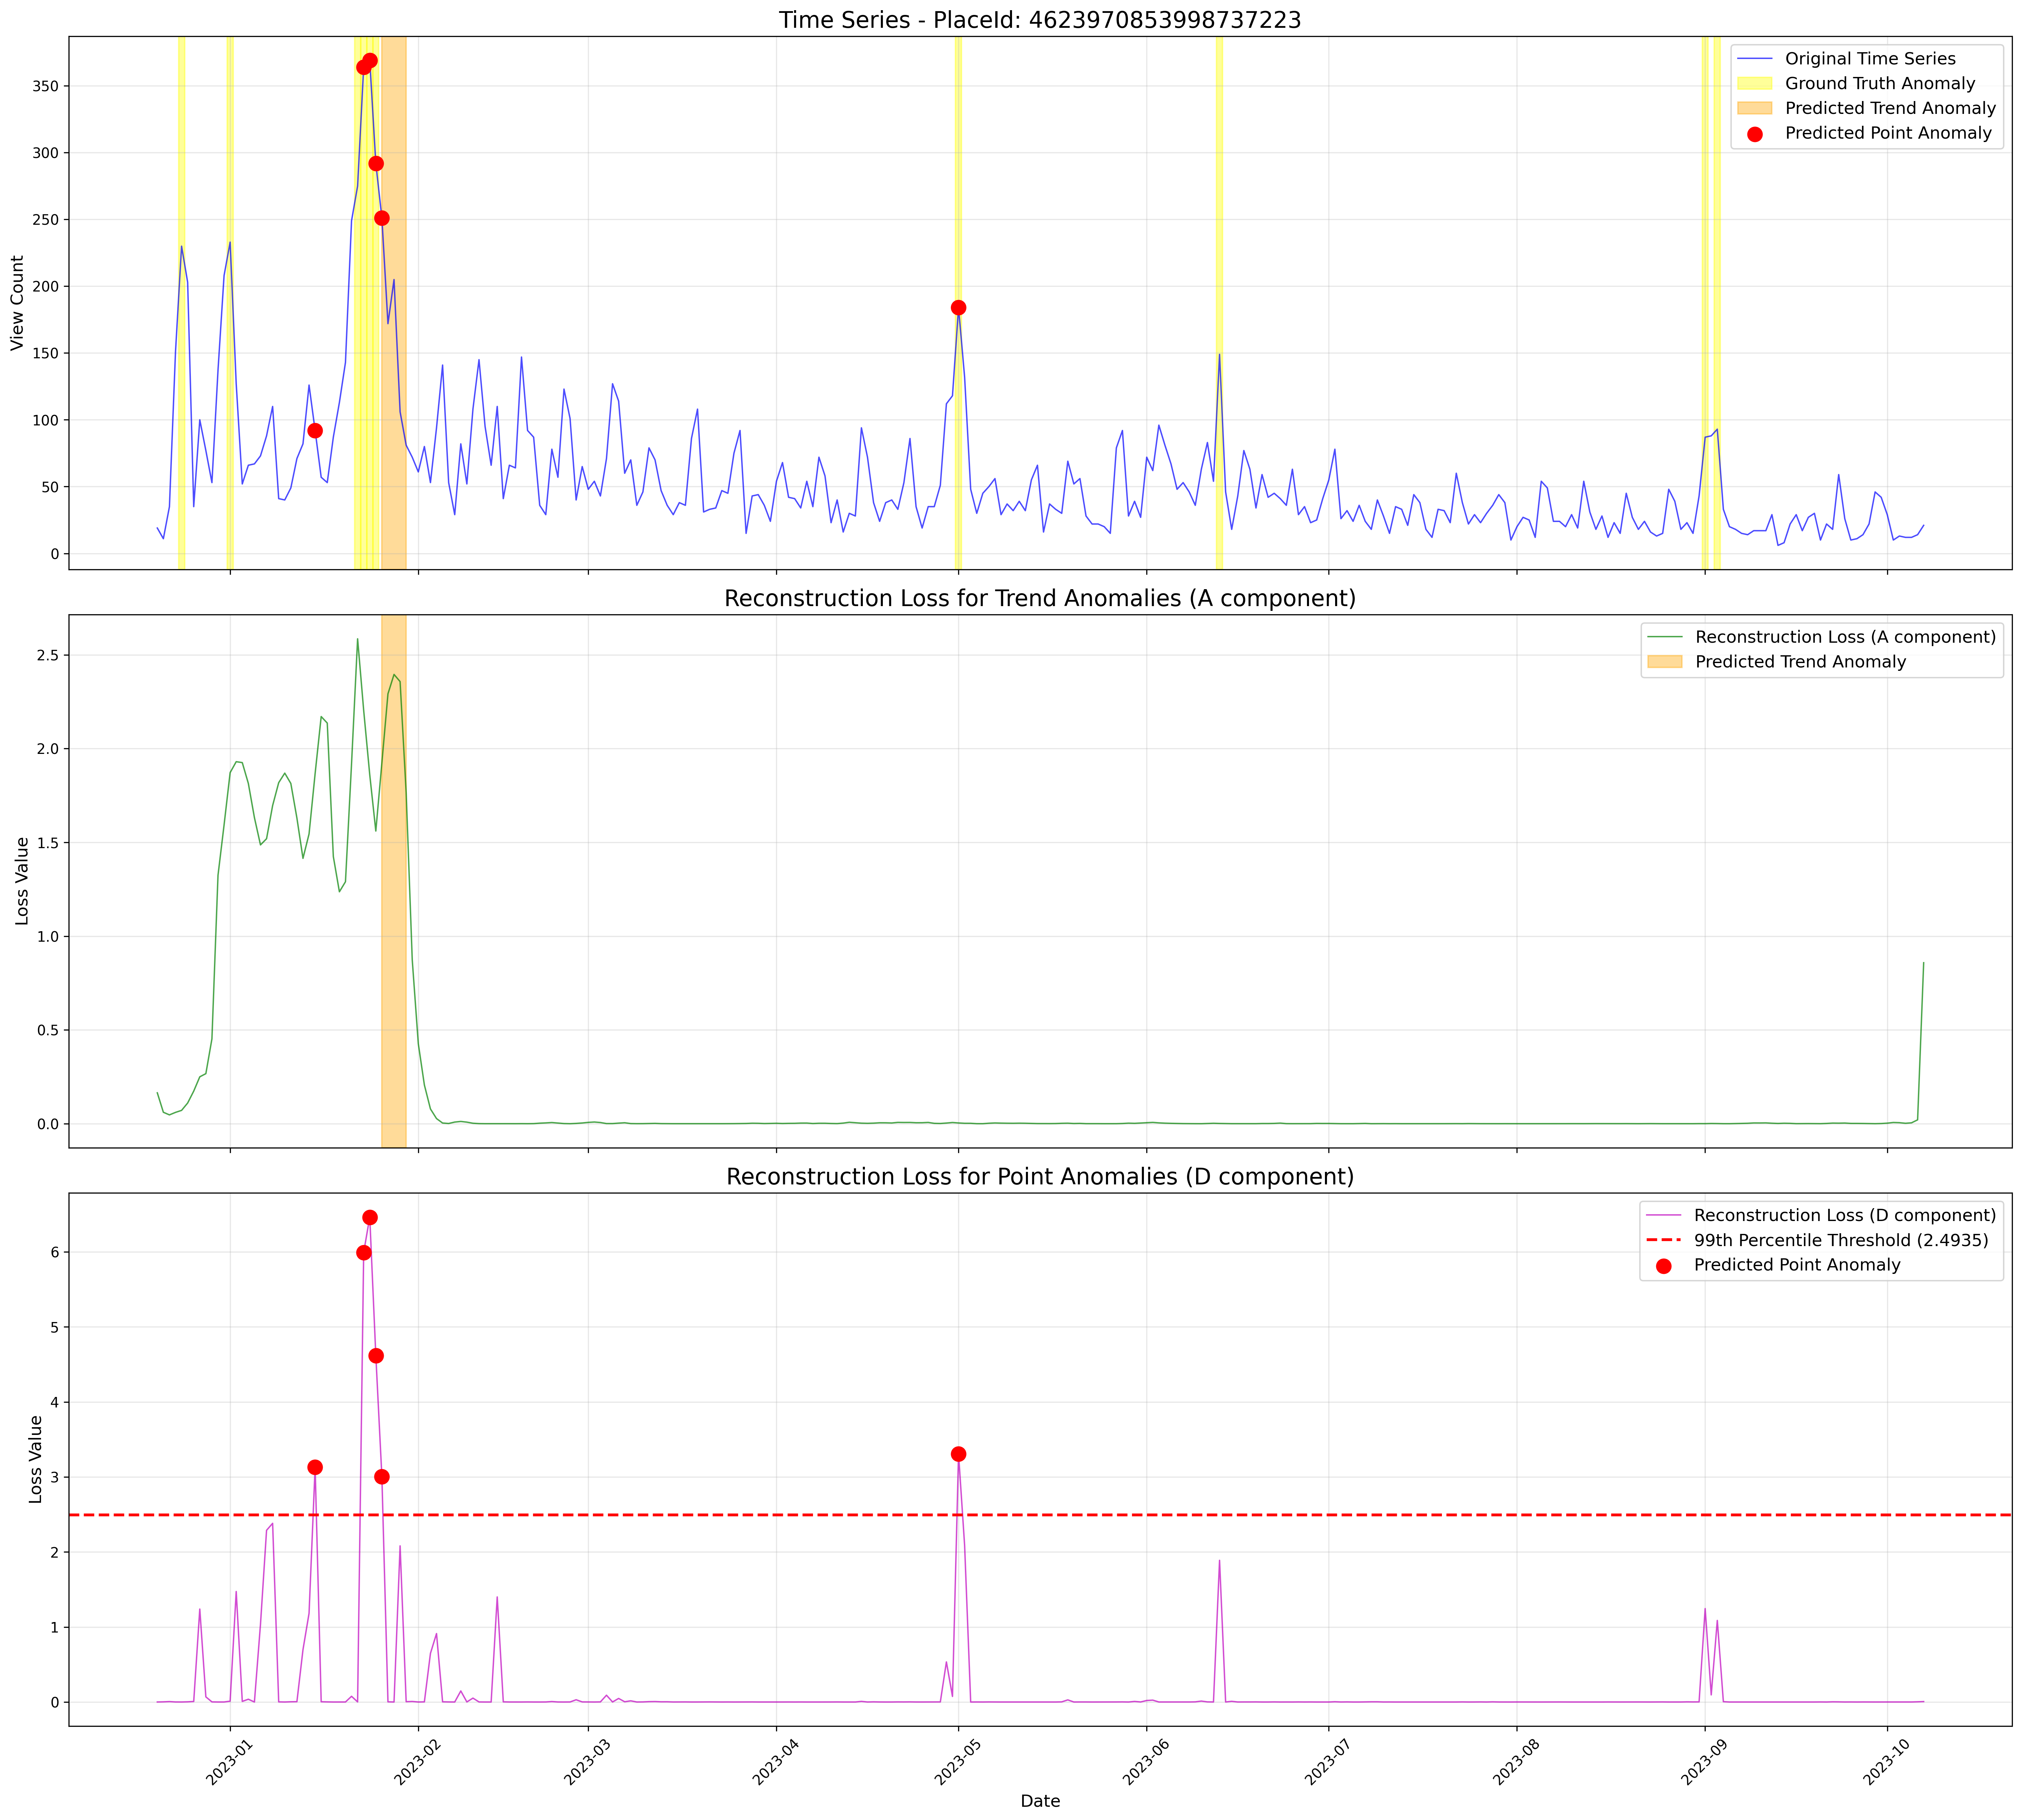 Time Series - PlaceId: 4623970853998737223
View Count
350
300
250
200
150
100
50
0
Original Time Series
Ground Truth Anomaly
Predicted Trend Anomaly
Predicted Point Anomaly
Reconstruction Loss for Trend Anomalies (A component)
Loss Value
2.5
2.0
1.5
1.0
0.5
0.0
Reconstruction Loss (A component)
Predicted Trend Anomaly
Reconstruction Loss for Point Anomalies (D component)
Loss Value
6
5
4
3
2
1
0
Reconstruction Loss (D component)
99th Percentile Threshold (2.4935)
Predicted Point Anomaly
2023-01
2023-02
2023-03
2023-04
2023-05
2023-06
2023-07
2023-08
2023-09
2023-10
Date